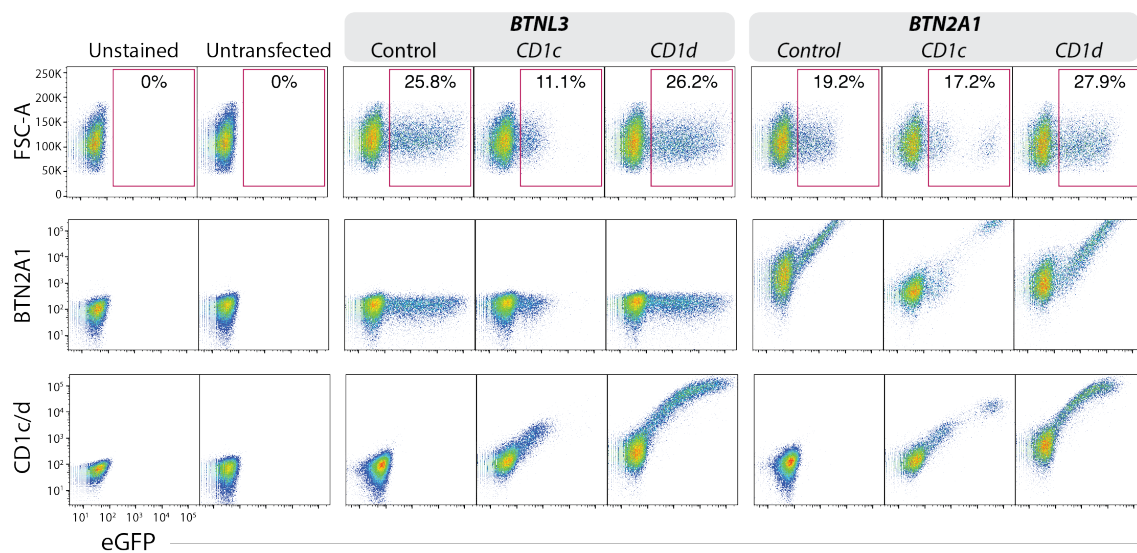 BTNL3 BTN2A1
Unstained Untransfected Control CD1c CD1d Control CD1c CD1d
250K 0% 0% 25.8% 11.1% 26.2% 19.2% 17.2% 27.9%
200K
150K
100K
50K
0
FSC-A
10⁵
10⁴
10³
10²
10¹
BTN2A1
10⁵
10⁴
10³
10²
10¹
CD1c/d
10¹ 10² 10³ 10⁴ 10⁵
eGFP